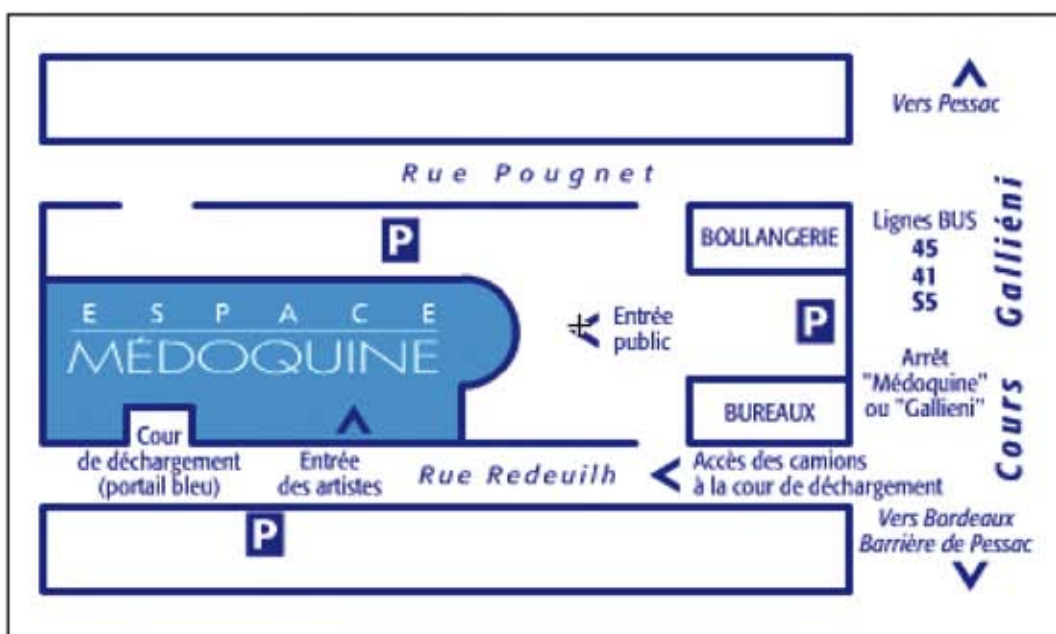 Vers Pessac
Rue Pougnet
P
BOULANGERIE
Lignes BUS
45
41
S5
Cours Galliéni
ESPACE
MÉDOQUINE
Entrée
public
P
Arrêt
"Médoquine"
ou "Gallieni"
BUREAUX
Cour
de déchargement
(portail bleu)
Entrée
des artistes
Rue Redeuilh
Accès des camions
à la cour de déchargement
P
Vers Bordeaux
Barrière de Pessac